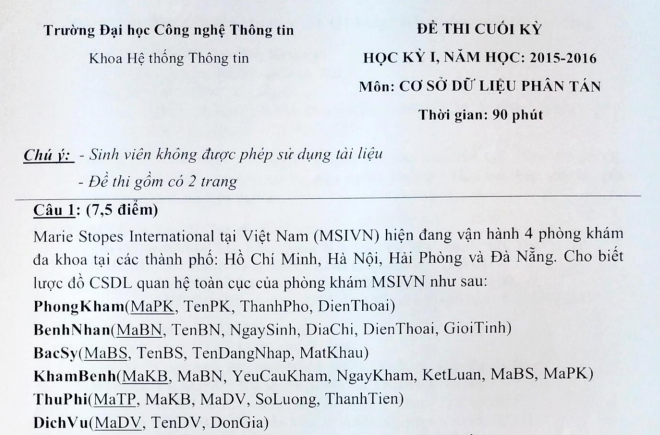 Trường Đại học Công nghệ Thông tin
Khoa Hệ thống Thông tin
ĐỀ THI CUỐI KỲ
HỌC KỲ I, NĂM HỌC: 2015-2016
Môn: CƠ SỞ DỮ LIỆU PHÂN TÁN
Thời gian: 90 phút
Chú ý: - Sinh viên không được phép sử dụng tài liệu
- Đề thi gồm có 2 trang
Câu 1: (7,5 điểm)
Marie Stopes International tại Việt Nam (MSIVN) hiện đang vận hành 4 phòng khám
đa khoa tại các thành phố: Hồ Chí Minh, Hà Nội, Hải Phòng và Đà Nẵng. Cho biết
lược đồ CSDL quan hệ toàn cục của phòng khám MSIVN như sau:
PhongKham(MaPK, TenPK, ThanhPho, DienThoai)
BenhNhan(MaBN, TenBN, NgaySinh, DiaChi, DienThoai, GioiTinh)
BacSy(MaBS, TenBS, TenDangNhap, MatKhau)
KhamBenh(MaKB, MaBN, YeuCauKham, NgayKham, KetLuan, MaBS, MaPK)
ThuPhi(MaTP, MaKB, MaDV, SoLuong, ThanhTien)
DichVu(MaDV, TenDV, DonGia)